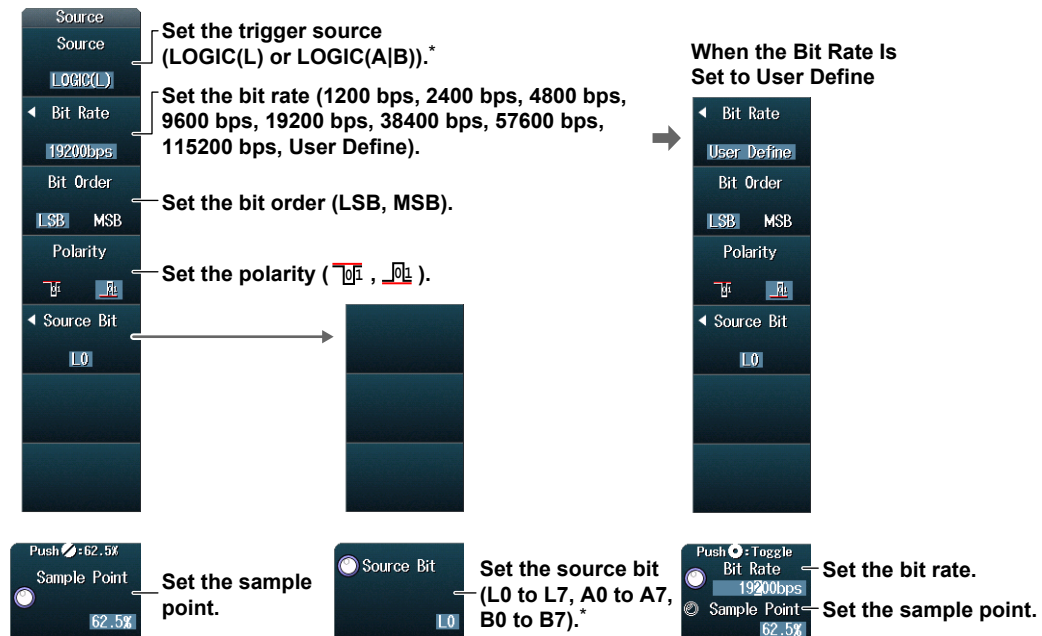 Source
Source
LOGIC(L)
Set the trigger source
(LOGIC(L) or LOGIC(A|B)).*
Bit Rate
19200bps
Set the bit rate (1200 bps, 2400 bps, 4800 bps,
9600 bps, 19200 bps, 38400 bps, 57600 bps,
115200 bps, User Define).
Bit Order
LSB MSB
Set the bit order (LSB, MSB).
Polarity
01 01
Set the polarity ( 01 , 01 ).
Source Bit
L0
When the Bit Rate Is
Set to User Define
Bit Rate
User Define
Bit Order
LSB MSB
Polarity
01 01
Source Bit
L0
Push :62.5%
Sample Point
62.5%
Set the sample
point.
Source Bit
L0
Set the source bit
(L0 to L7, A0 to A7,
B0 to B7).*
Push :Toggle
Bit Rate
19200bps
Sample Point
62.5%
Set the bit rate.
Set the sample point.